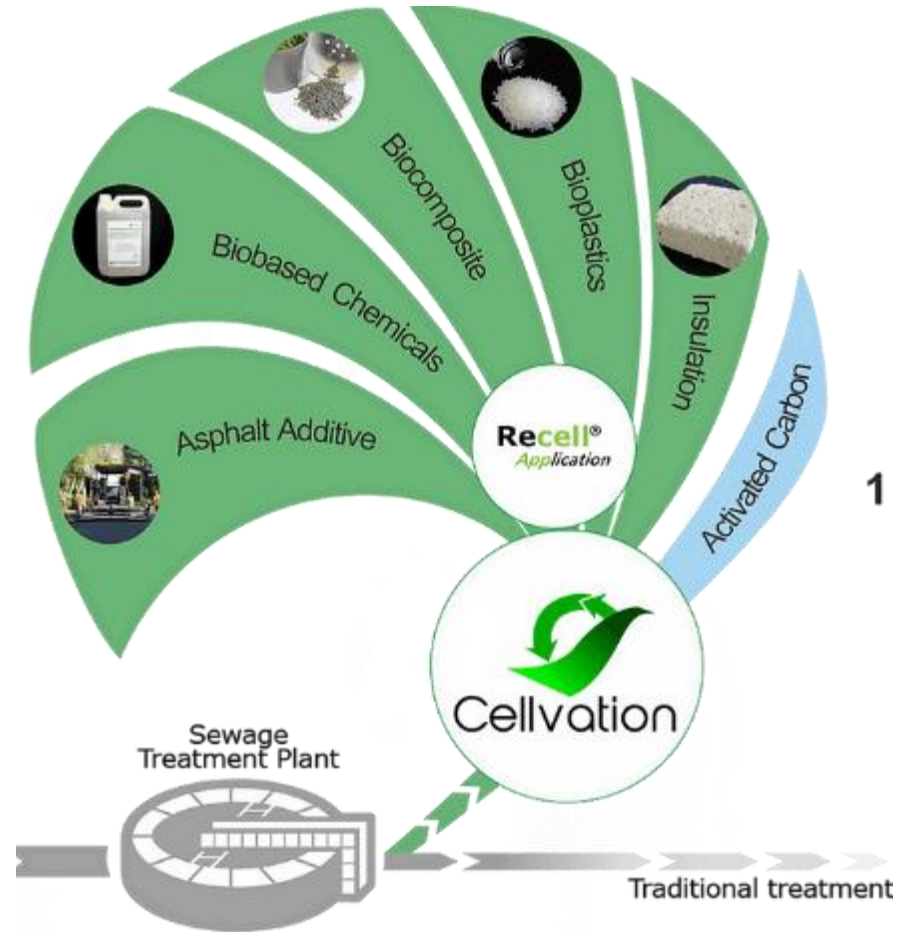 Asphalt Additive
Biobased Chemicals
Biocomposite
Bioplastics
Insulation
Activated Carbon
Recell®
Application
1
Cellvation
Sewage
Treatment Plant
Traditional treatment